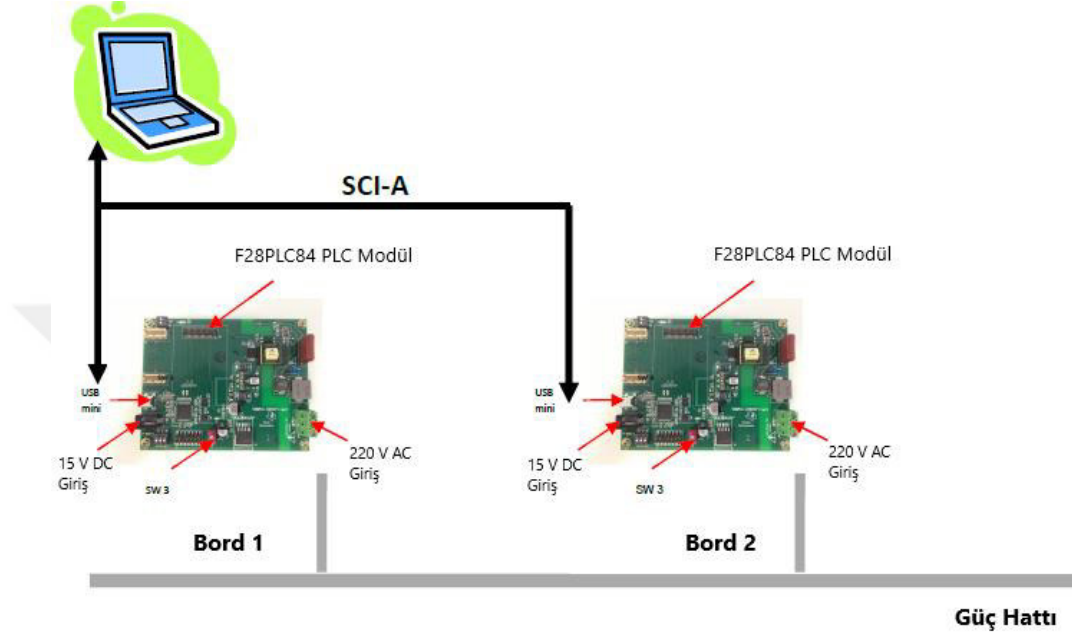 SCI-A
F28PLC84 PLC Modül
F28PLC84 PLC Modül
USB
mini
USB
mini
15 V DC
Giriş
SW 3
220 V AC
Giriş
15 V DC
Giriş
SW 3
220 V AC
Giriş
Bord 1
Bord 2
Güç Hattı